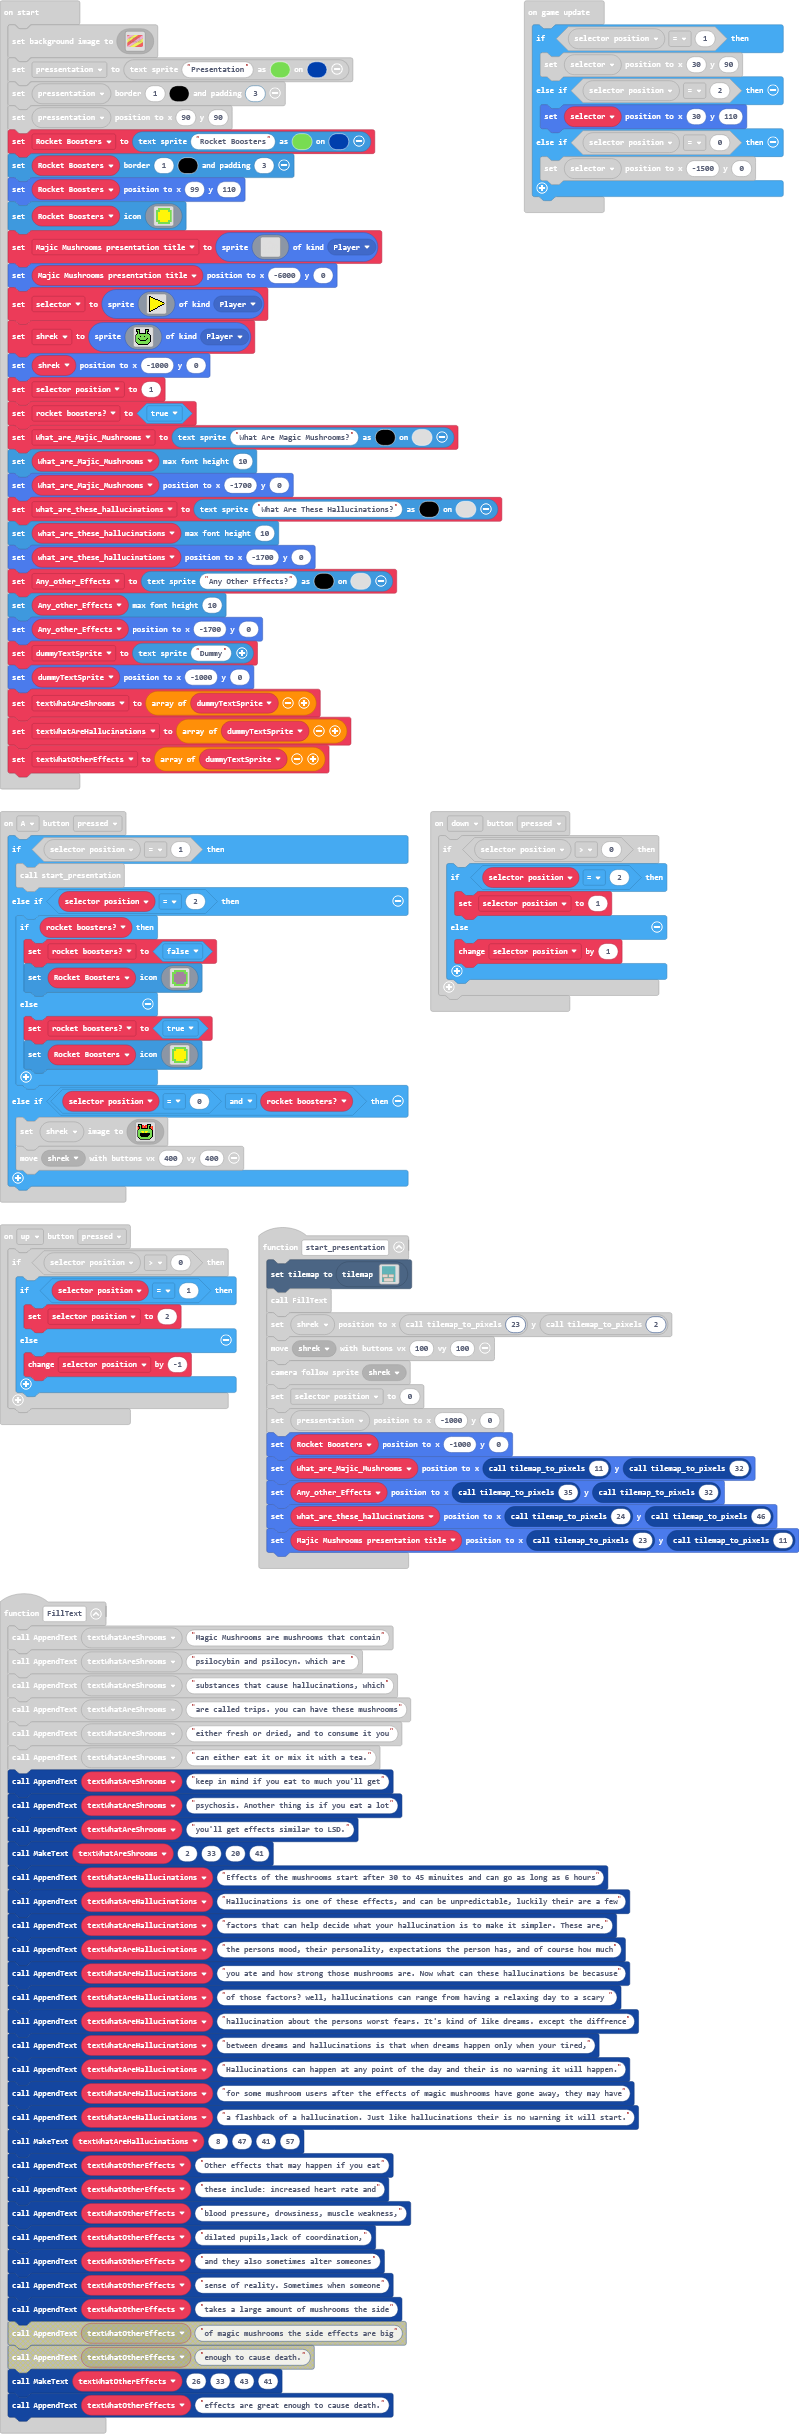 on start
set background image to
set pressentation to text sprite "Presentation" as on
set pressentation border 1 and padding 3
set pressentation position to x 90 y 90
set Rocket Boosters to text sprite "Rocket Boosters" as on
set Rocket Boosters border 1 and padding 3
set Rocket Boosters position to x 99 y 110
set Rocket Boosters icon
set Majic Mushrooms presentation title to sprite of kind Player
set Majic Mushrooms presentation title position to x -6000 y 0
set selector to sprite of kind Player
set shrek to sprite of kind Player
set shrek position to x -1000 y 0
set selector position to 1
set rocket boosters? to true
set What_are_Majic_Mushrooms to text sprite "What Are Magic Mushrooms?" as on
set What_are_Majic_Mushrooms max font height 10
set What_are_Majic_Mushrooms position to x -1700 y 0
set what_are_these_hallucinations to text sprite "What Are These Hallucinations?" as on
set what_are_these_hallucinations max font height 10
set what_are_these_hallucinations position to x -1700 y 0
set Any_other_Effects to text sprite "Any Other Effects?" as on
set Any_other_Effects max font height 10
set Any_other_Effects position to x -1700 y 0
set dummyTextSprite to text sprite "Dummy"
set dummyTextSprite position to x -1000 y 0
set textWhatAreShrooms to array of dummyTextSprite
set textWhatAreHallucinations to array of dummyTextSprite
set textWhatOtherEffects to array of dummyTextSprite
on game update
if selector position = 1 then
set selector position to x 30 y 90
else if selector position = 2 then
set selector position to x 30 y 110
else if selector position = 0 then
set selector position to x -1500 y 0
on A button pressed
if selector position = 1 then
call start_presentation
else if selector position = 2 then
if rocket boosters? then
set rocket boosters? to false
set Rocket Boosters icon
else
set rocket boosters? to true
set Rocket Boosters icon
else if selector position = 0 and rocket boosters? then
set shrek image to
move shrek with buttons vx 400 vy 400
on down button pressed
if selector position > 0 then
if selector position = 2 then
set selector position to 1
else
change selector position by 1
on up button pressed
if selector position > 0 then
if selector position = 1 then
set selector position to 2
else
change selector position by -1
function start_presentation
set tilemap to tilemap
call FillText
set shrek position to x call tilemap_to_pixels 23 y call tilemap_to_pixels 2
move shrek with buttons vx 100 vy 100
camera follow sprite shrek
set selector position to 0
set pressentation position to x -1000 y 0
set Rocket Boosters position to x -1000 y 0
set What_are_Majic_Mushrooms position to x call tilemap_to_pixels 11 y call tilemap_to_pixels 32
set Any_other_Effects position to x call tilemap_to_pixels 35 y call tilemap_to_pixels 32
set what_are_these_hallucinations position to x call tilemap_to_pixels 24 y call tilemap_to_pixels 46
set Majic Mushrooms presentation title position to x call tilemap_to_pixels 23 y call tilemap_to_pixels 11
function FillText
call AppendText textWhatAreShrooms "Magic Mushrooms are mushrooms that contain"
call AppendText textWhatAreShrooms "psilocybin and psilocyn. which are "
call AppendText textWhatAreShrooms "substances that cause hallucinations, which"
call AppendText textWhatAreShrooms "are called trips. you can have these mushrooms"
call AppendText textWhatAreShrooms "either fresh or dried, and to consume it you"
call AppendText textWhatAreShrooms "can either eat it or mix it with a tea."
call AppendText textWhatAreShrooms "keep in mind if you eat to much you'll get"
call AppendText textWhatAreShrooms "psychosis. Another thing is if you eat a lot"
call AppendText textWhatAreShrooms "you'll get effects similar to LSD."
call MakeText textWhatAreShrooms 2 33 20 41
call AppendText textWhatAreHallucinations "Effects of the mushrooms start after 30 to 45 minuites and can go as long as 6 hours"
call AppendText textWhatAreHallucinations "Hallucinations is one of these effects, and can be unpredictable, luckily their are a few"
call AppendText textWhatAreHallucinations "factors that can help decide what your hallucination is to make it simpler. These are,"
call AppendText textWhatAreHallucinations "the persons mood, their personality, expectations the person has, and of course how much"
call AppendText textWhatAreHallucinations "you ate and how strong those mushrooms are. Now what can these hallucinations be becasuse"
call AppendText textWhatAreHallucinations "of those factors? well, hallucinations can range from having a relaxing day to a scary "
call AppendText textWhatAreHallucinations "hallucination about the persons worst fears. It's kind of like dreams. except the diffrence"
call AppendText textWhatAreHallucinations "between dreams and hallucinations is that when dreams happen only when your tired,"
call AppendText textWhatAreHallucinations "Hallucinations can happen at any point of the day and their is no warning it will happen."
call AppendText textWhatAreHallucinations "for some mushroom users after the effects of magic mushrooms have gone away, they may have"
call AppendText textWhatAreHallucinations "a flashback of a hallucination. Just like hallucinations their is no warning it will start."
call MakeText textWhatAreHallucinations 8 47 41 57
call AppendText textWhatOtherEffects "Other effects that may happen if you eat"
call AppendText textWhatOtherEffects "these include: increased heart rate and"
call AppendText textWhatOtherEffects "blood pressure, drowsiness, muscle weakness,"
call AppendText textWhatOtherEffects "dilated pupils,lack of coordination,"
call AppendText textWhatOtherEffects "and they also sometimes alter someones"
call AppendText textWhatOtherEffects "sense of reality. Sometimes when someone"
call AppendText textWhatOtherEffects "takes a large amount of mushrooms the side"
call AppendText textWhatOtherEffects "of magic mushrooms the side effects are big"
call AppendText textWhatOtherEffects "enough to cause death."
call MakeText textWhatOtherEffects 26 33 43 41
call AppendText textWhatOtherEffects "effects are great enough to cause death."